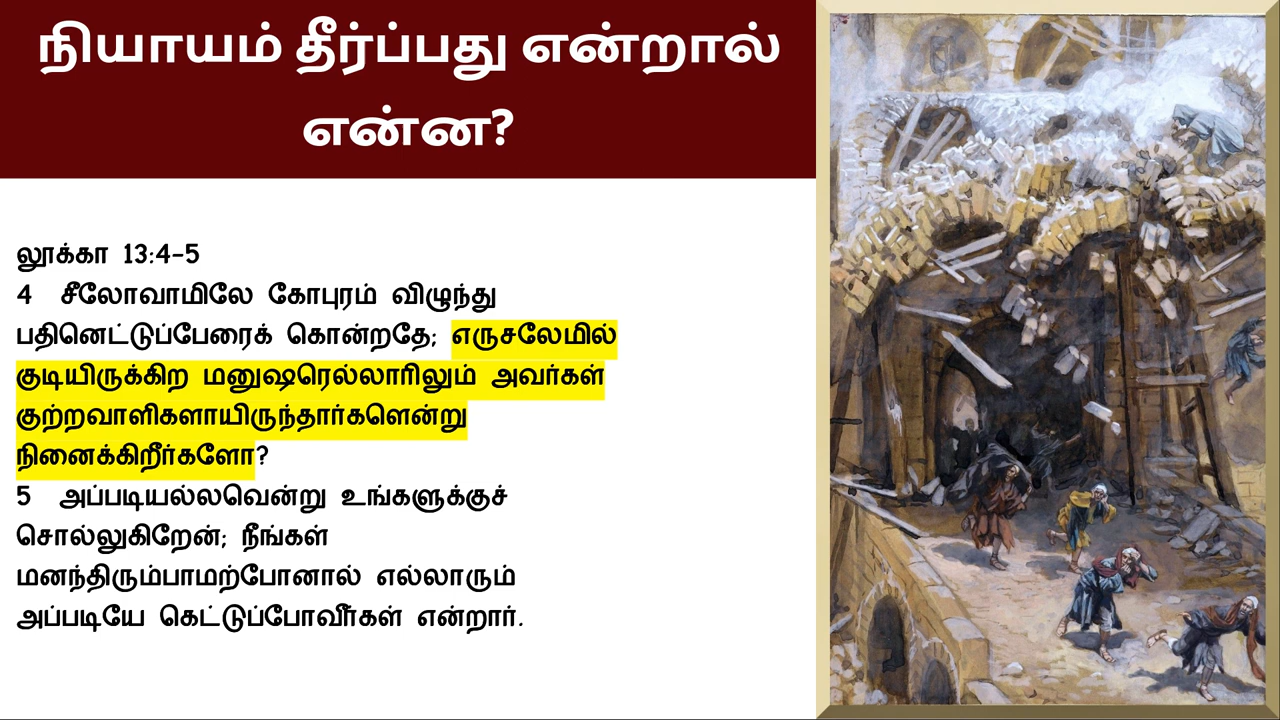 நியாயம் தீர்ப்பது என்றால்
என்ன?
லூக்கா 13:4-5
4 சீலோவாமிலே கோபுரம் விழுந்து
பதினெட்டுப்பேரைக் கொன்றதே; எருசலேமில்
குடியிருக்கிற மனுஷரெல்லாரிலும் அவர்கள்
குற்றவாளிகளாயிருந்தார்களென்று
நினைக்கிறீர்களோ?
5 அப்படியல்லவென்று உங்களுக்குச்
சொல்லுகிறேன்; நீங்கள்
மனந்திரும்பாமற்போனால் எல்லாரும்
அப்படியே கெட்டுப்போவீர்கள் என்றார்.